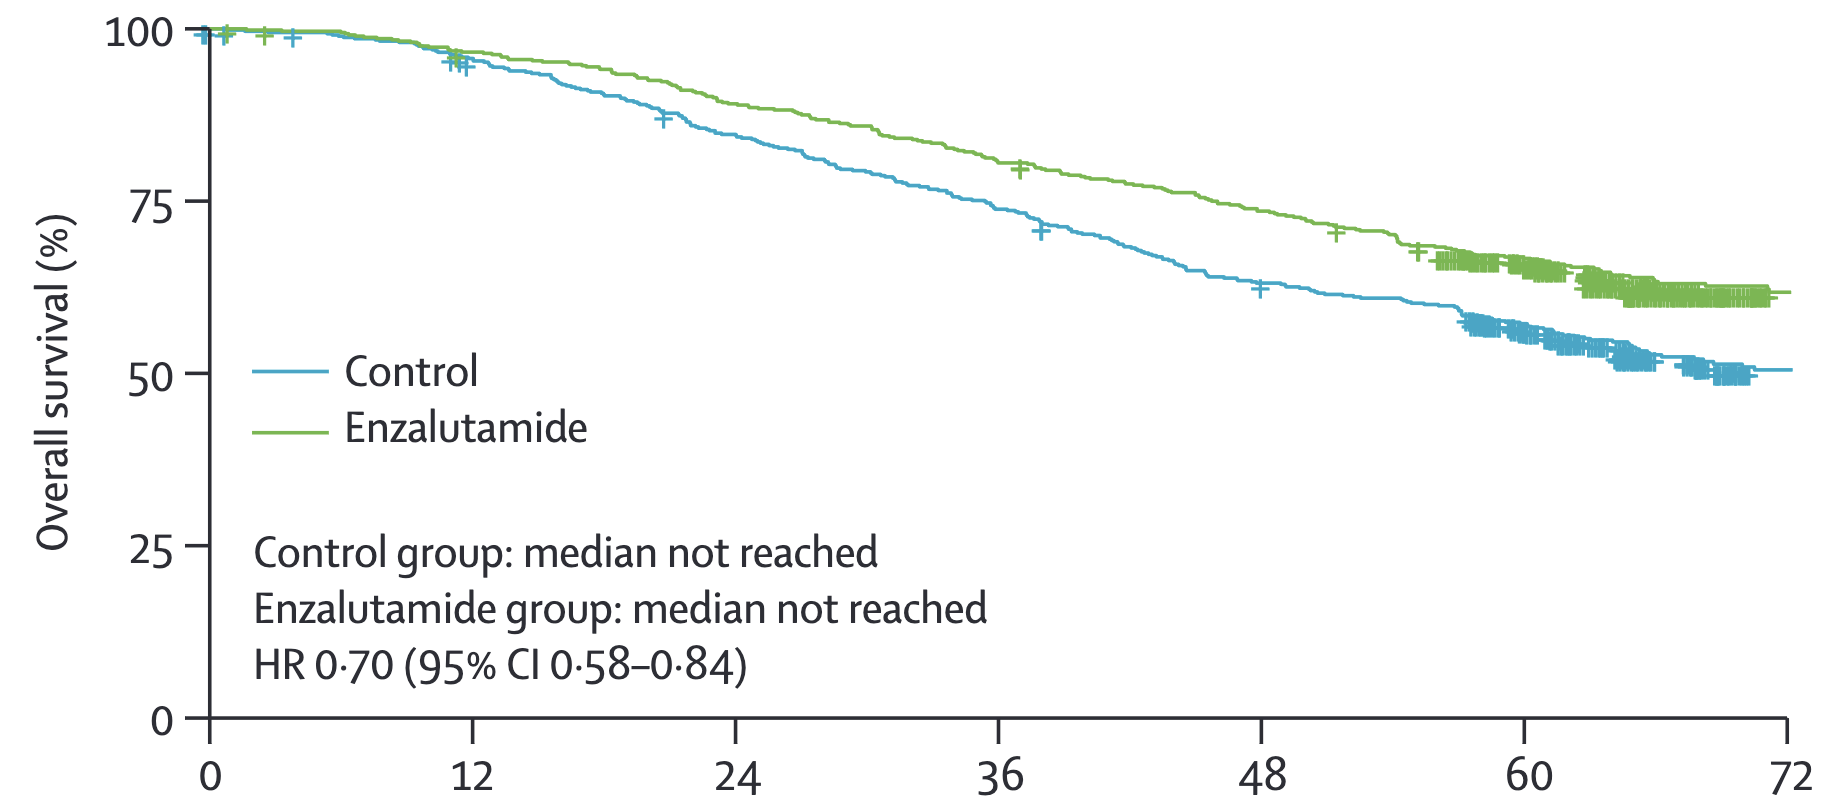 100
75
50
25
0
Overall survival (%)
Control
Enzalutamide
Control group: median not reached
Enzalutamide group: median not reached
HR 0·70 (95% CI 0·58–0·84)
0 12 24 36 48 60 72